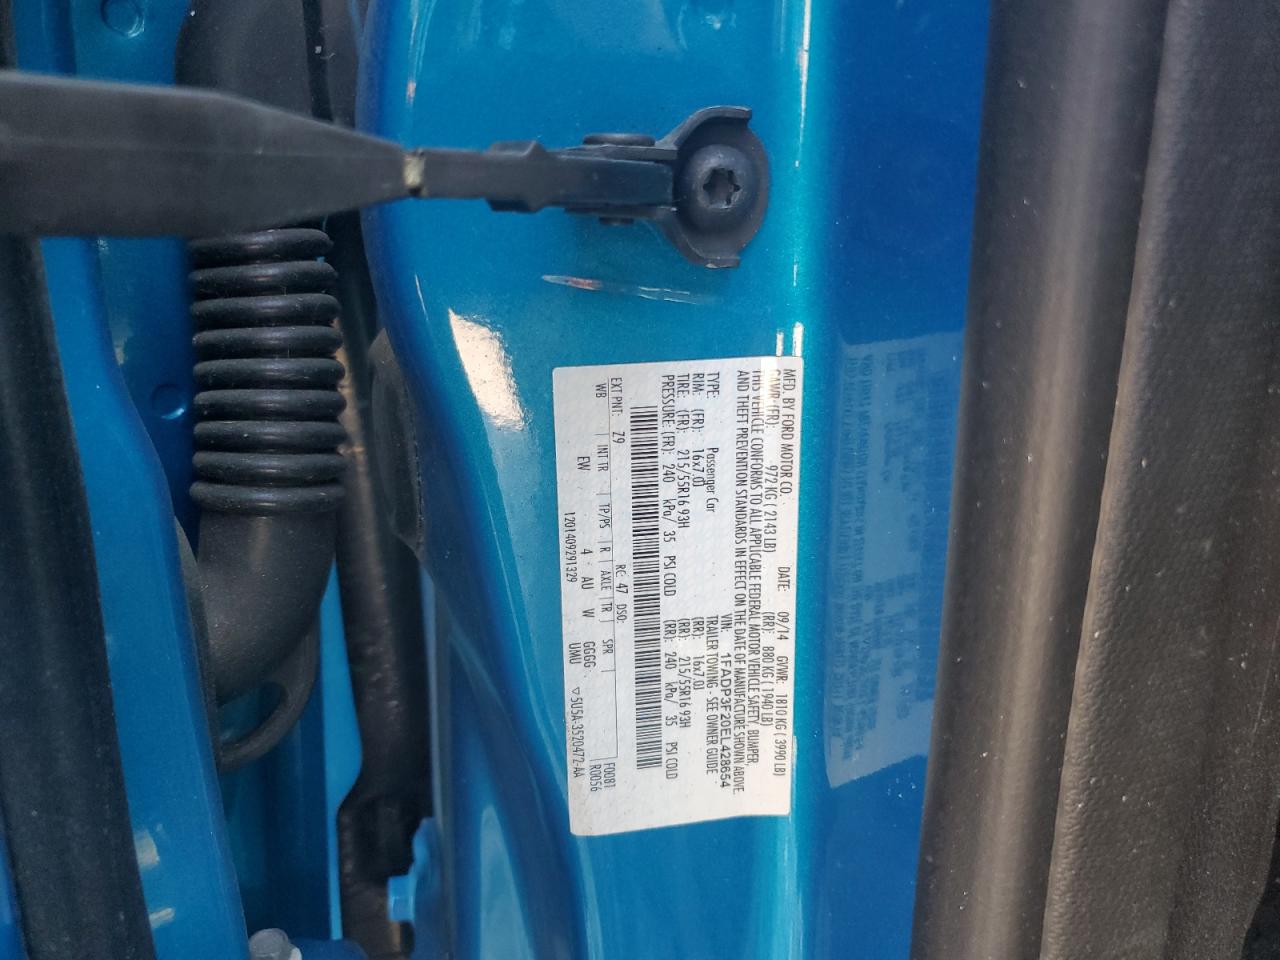 MFD. BY FORD MOTOR CO. DATE: 09/14 GVWR: 1810 KG ( 3990 LB)
GAWR-(FR): 972 KG ( 2143 LB) (RR): 880 KG ( 1940 LB)
THIS VEHICLE CONFORMS TO ALL APPLICABLE FEDERAL MOTOR VEHICLE SAFETY, BUMPER,
AND THEFT PREVENTION STANDARDS IN EFFECT ON THE DATE OF MANUFACTURE SHOWN ABOVE.
VIN: 1FADP3F20EL428654
TYPE: Passenger Car TRAILER TOWING - SEE OWNER GUIDE
RIM: (FR): 16x7.0J (RR): 16x7.0J
TIRE: (FR): 215/55R16 93H (RR): 215/55R16 93H
PRESSURE: (FR): 240 kPa/ 35 PSI COLD (RR): 240 kPa/ 35 PSI COLD
EXT PNT: Z9 RC: 47 DSO: F0081
WB INT TR TP/PS R AXLE TR SPR R0056
EW 4 AU W GGGG
1201409291329 UMU ▽5U5A-3520472-AA